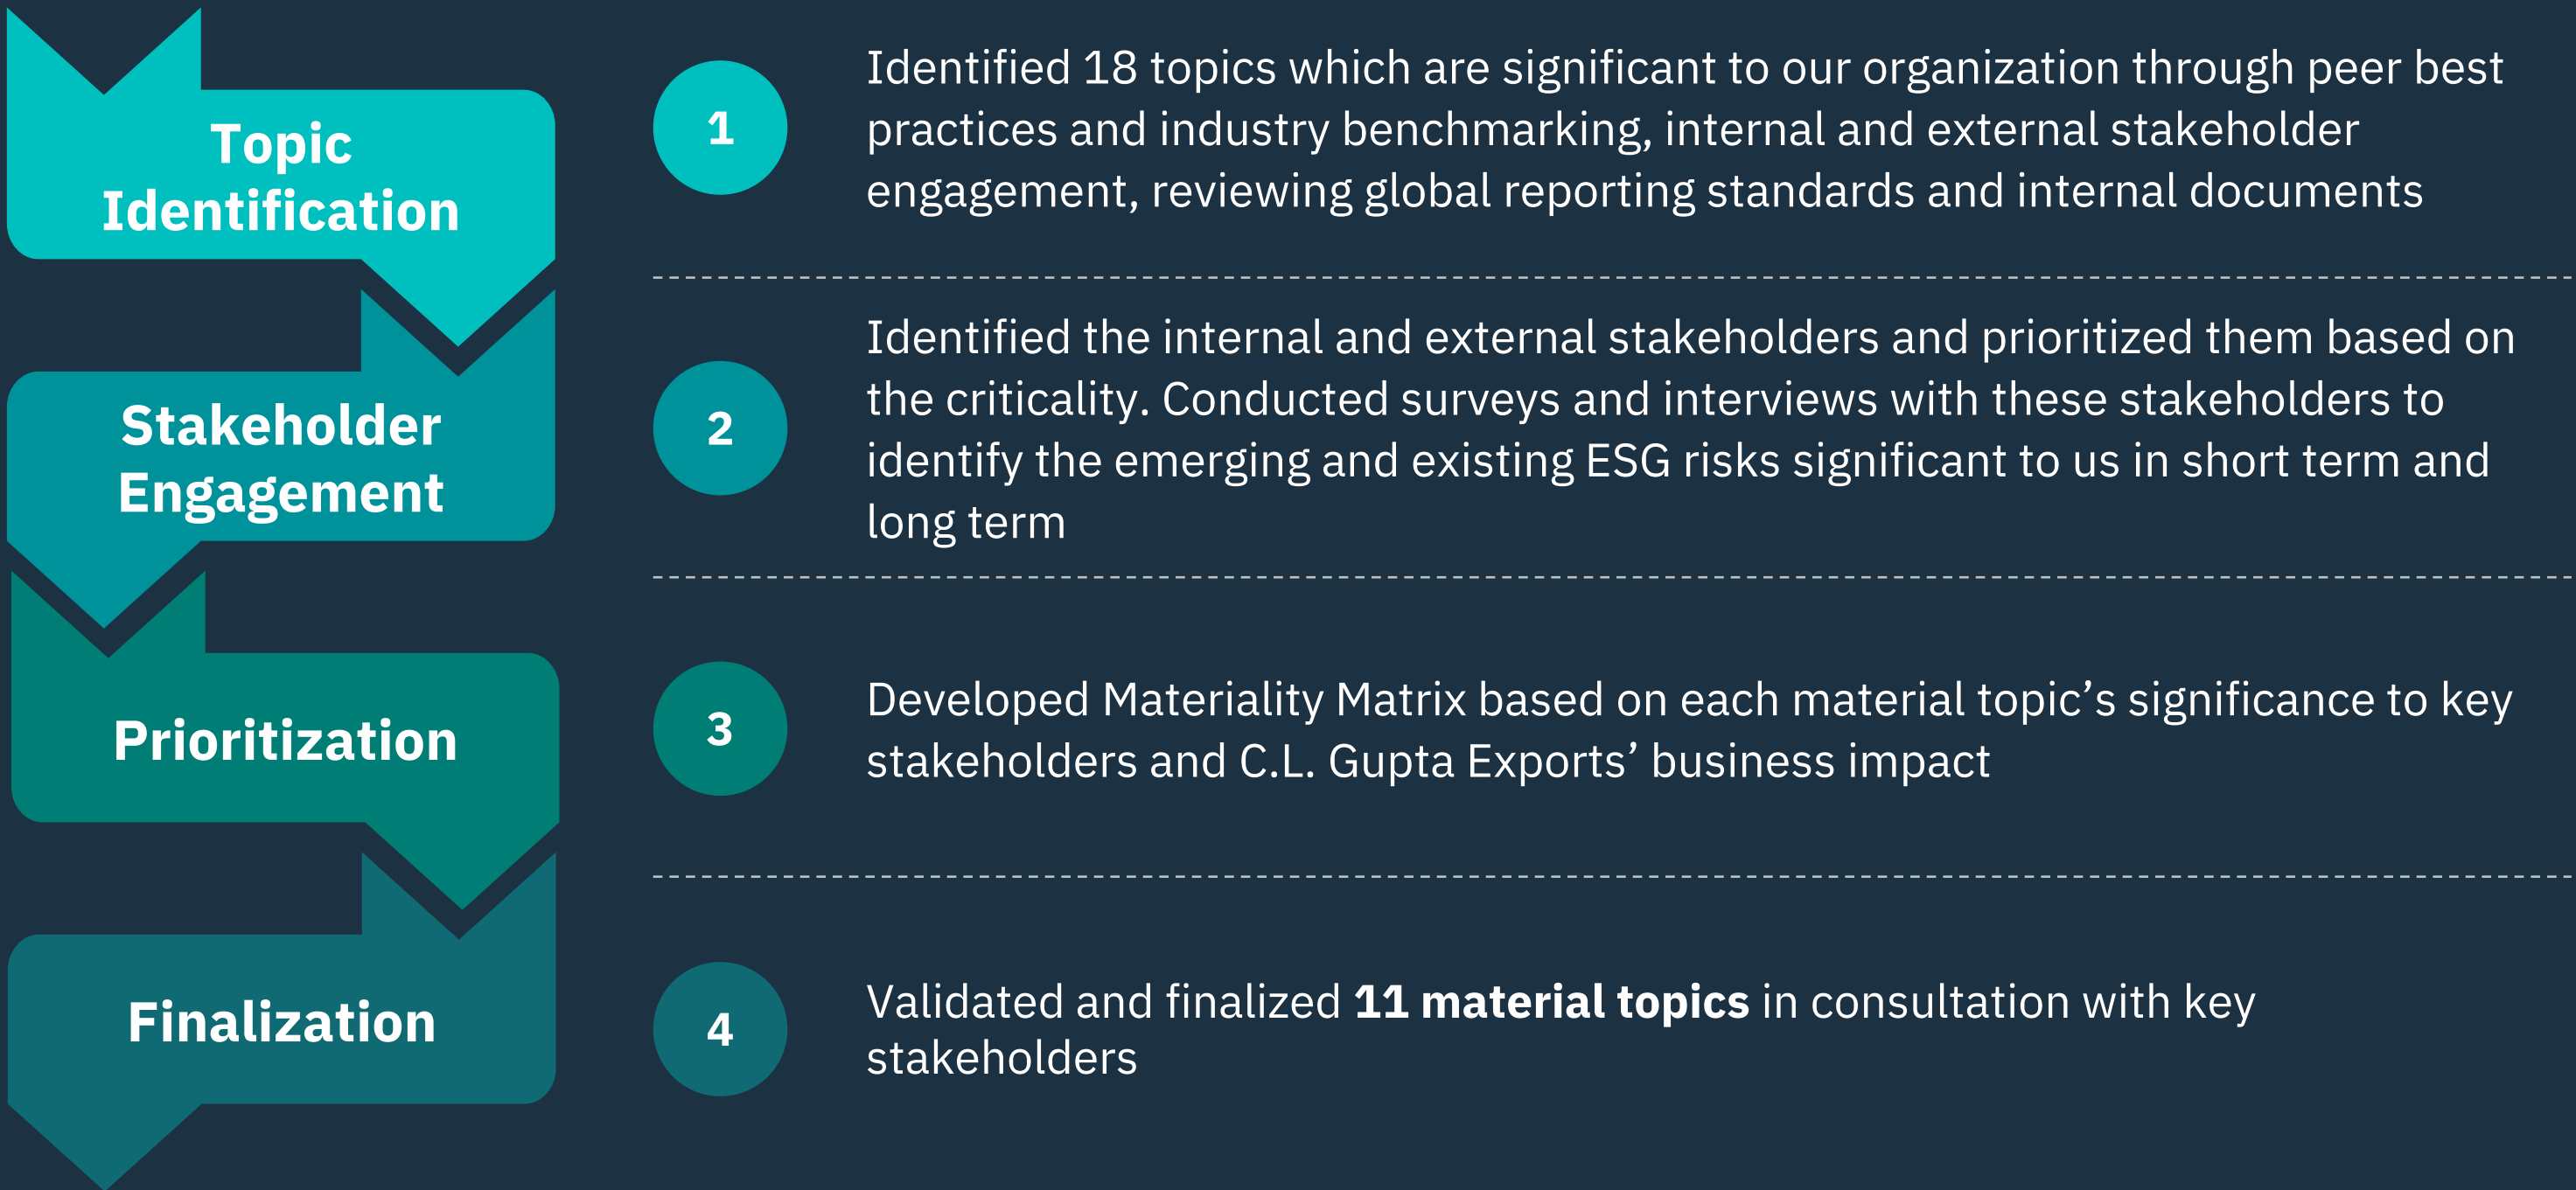 Topic
Identification
1
Identified 18 topics which are significant to our organization through peer best
practices and industry benchmarking, internal and external stakeholder
engagement, reviewing global reporting standards and internal documents
Stakeholder
Engagement
2
Identified the internal and external stakeholders and prioritized them based on
the criticality. Conducted surveys and interviews with these stakeholders to
identify the emerging and existing ESG risks significant to us in short term and
long term
Prioritization
3
Developed Materiality Matrix based on each material topic’s significance to key
stakeholders and C.L. Gupta Exports’ business impact
Finalization
4
Validated and finalized 11 material topics in consultation with key
stakeholders